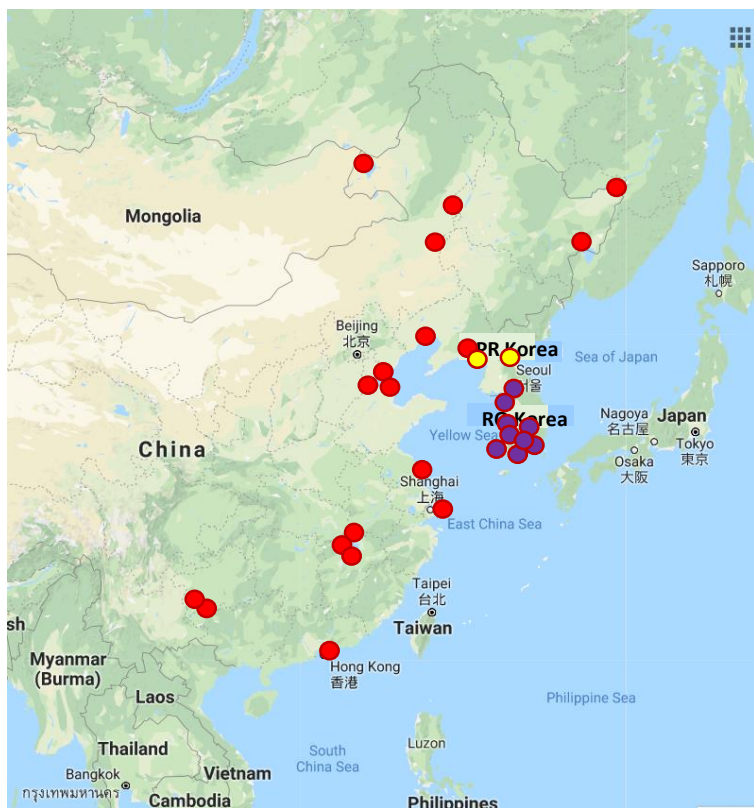 Mongolia
Sapporo
札幌
Beijing
北京
PR Korea
Sea of Japan
Seoul
서울
RO Korea
Nagoya
名古屋
Japan
Yellow Sea
Tokyo
東京
China
Osaka
大阪
Shanghai
上海
East China Sea
Taipei
台北
Taiwan
sh
Hong Kong
香港
Myanmar
(Burma)
Laos
Philippine Sea
Thailand
Luzon
South
China Sea
Bangkok
กรุงเทพมหานคร
Vietnam
Cambodia
Philippines